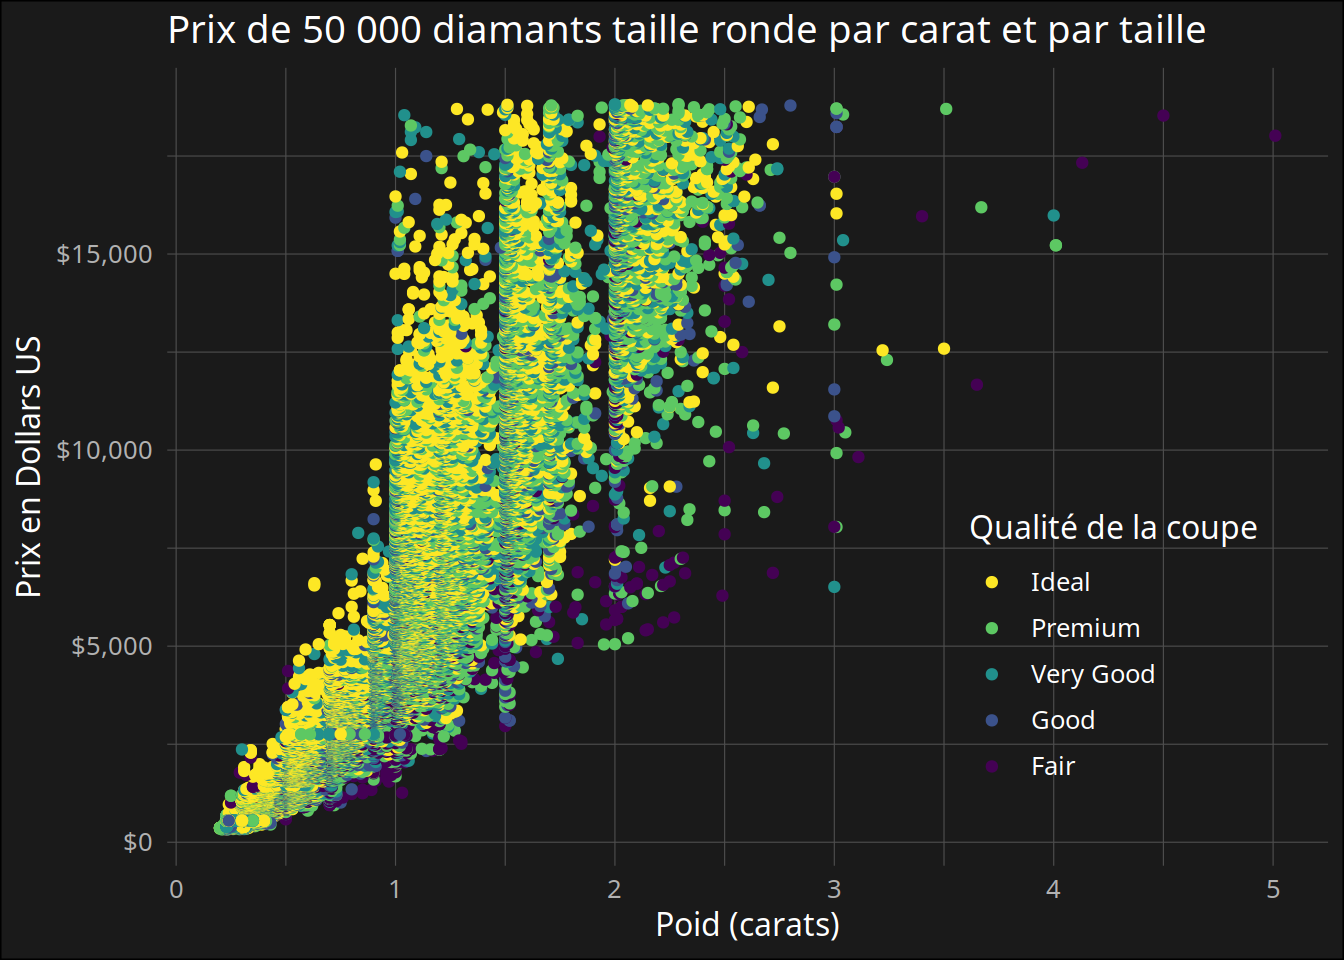 Prix de 50 000 diamants taille ronde par carat et par taille
Prix en Dollars US
$15,000
$10,000
$5,000
$0
Qualité de la coupe
Ideal
Premium
Very Good
Good
Fair
0 1 2 3 4 5
Poid (carats)